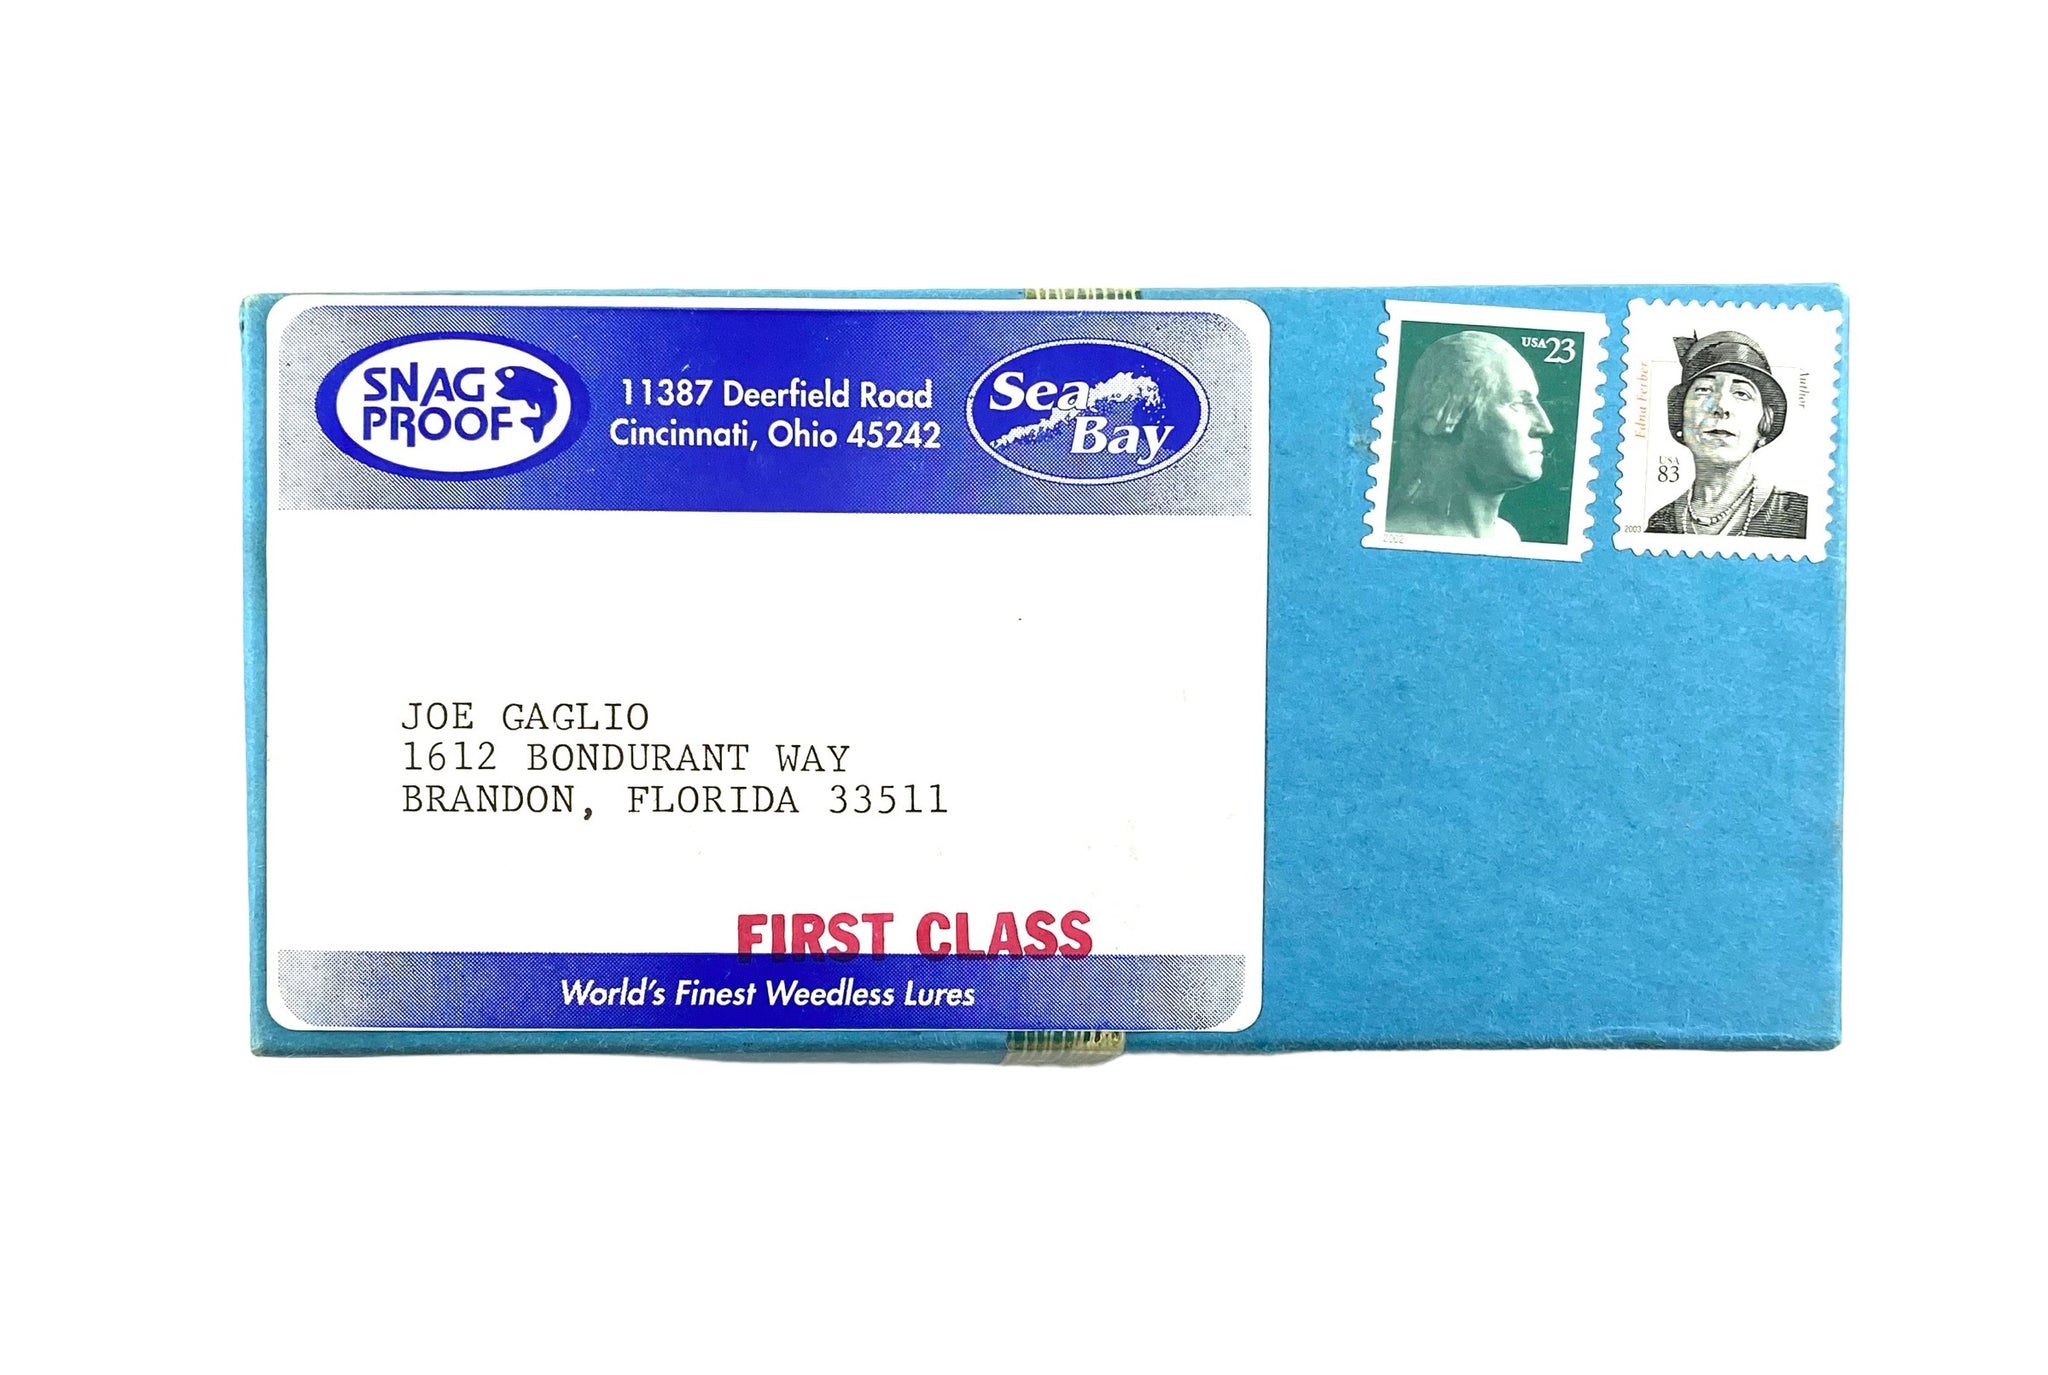 SNAG
PROOF
11387 Deerfield Road
Cincinnati, Ohio 45242
Sea
Bay
USA 23
2002
Edna Ferber
Author
USA
83
2003
JOE GAGLIO
1612 BONDURANT WAY
BRANDON, FLORIDA 33511
FIRST CLASS
World's Finest Weedless Lures